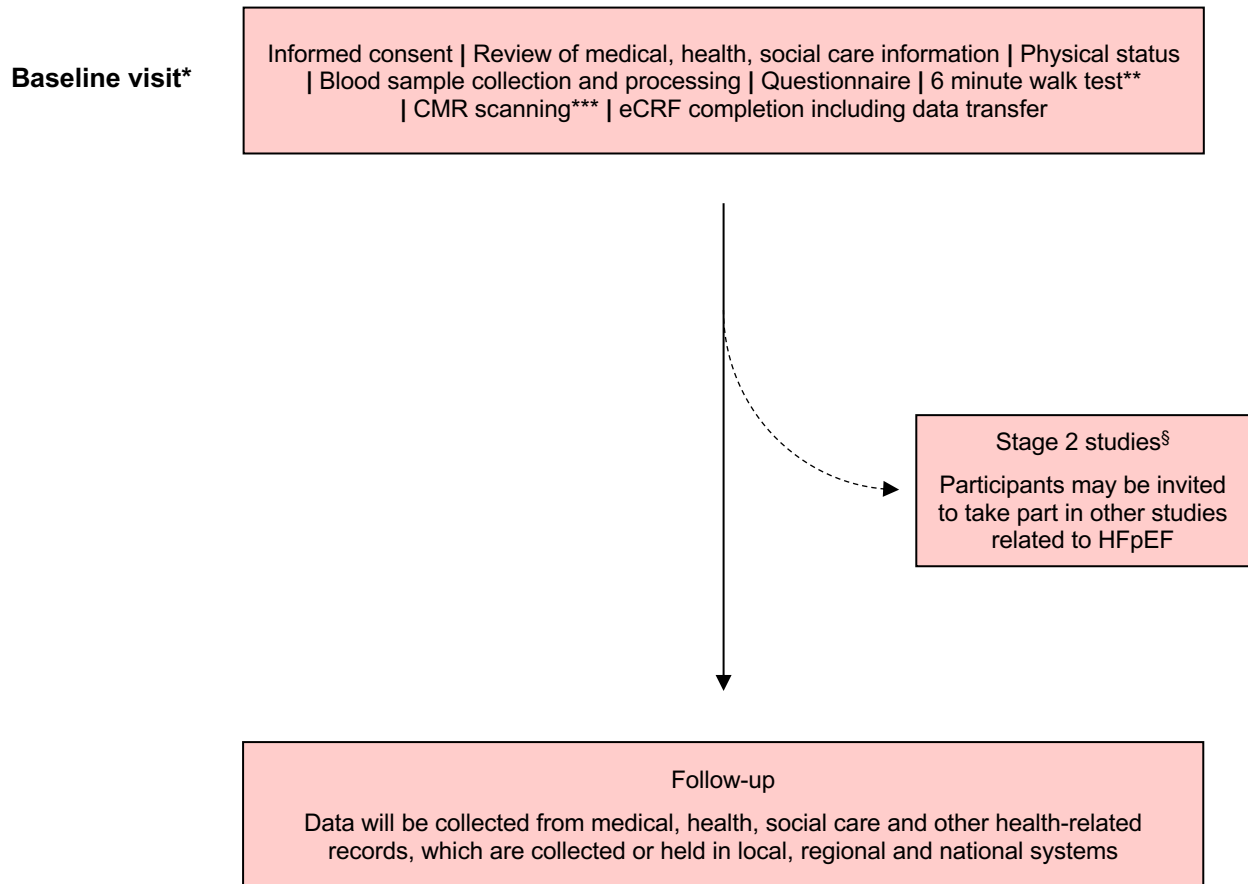 Baseline visit*
Informed consent | Review of medical, health, social care information | Physical status
| Blood sample collection and processing | Questionnaire | 6 minute walk test**
| CMR scanning*** | eCRF completion including data transfer
Stage 2 studies§
Participants may be invited
to take part in other studies
related to HFpEF
Follow-up
Data will be collected from medical, health, social care and other health-related
records, which are collected or held in local, regional and national systems